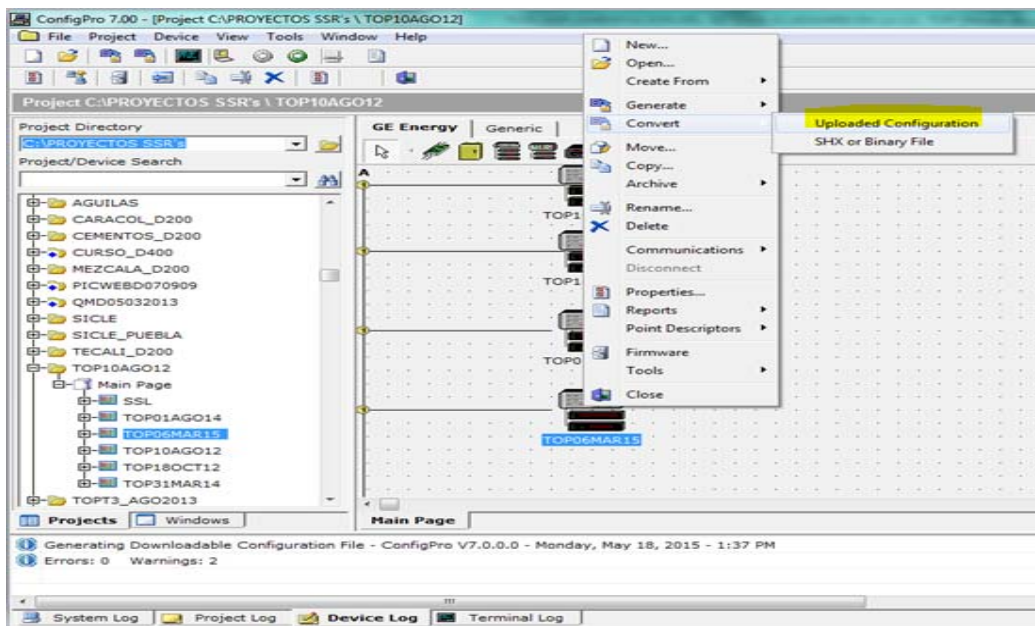 ConfigPro 7.00 - [Project C:\PROYECTOS SSR's \ TOP10AGO12]
File Project Device View Tools Window Help
Project C:\PROYECTOS SSR's \ TOP10AGO12
Project Directory
C:\PROYECTOS SSR's
Project/Device Search
AGUILAS
CARACOL_D200
CEMENTOS_D200
CURSO_D400
MEZCALA_D200
PICWEBD070909
QMD05032013
SICLE
SICLE_PUEBLA
TECALI_D200
TOP10AGO12
Main Page
SSL
TOP01AGO14
TOP06MAR15
TOP10AGO12
TOP18OCT12
TOP31MAR14
TOPT3_AGO2013
Projects Windows
GE Energy Generic
A
TOP1
TOP1
TOP0
TOP06MAR15
Main Page
New...
Open...
Create From
Generate
Convert
Move...
Copy...
Archive
Rename...
Delete
Communications
Disconnect
Properties...
Reports
Point Descriptors
Firmware
Tools
Close
Uploaded Configuration
SHX or Binary File
Generating Downloadable Configuration File - ConfigPro V7.0.0.0 - Monday, May 18, 2015 - 1:37 PM
Errors: 0 Warnings: 2
System Log Project Log Device Log Terminal Log